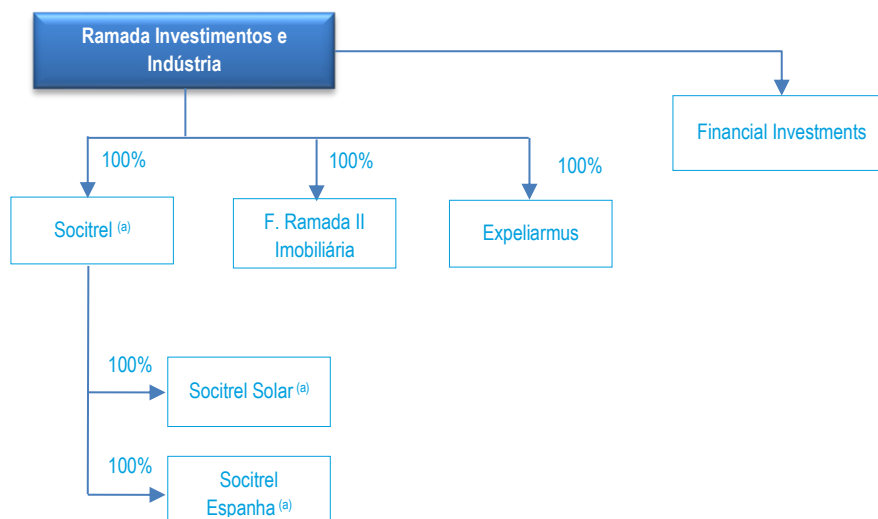 Ramada Investimentos e
Indústria
Financial Investments
100%
100%
100%
Socitrel (a)
F. Ramada II
Imobiliária
Expeliarmus
100%
Socitrel Solar (a)
100%
Socitrel
Espanha (a)